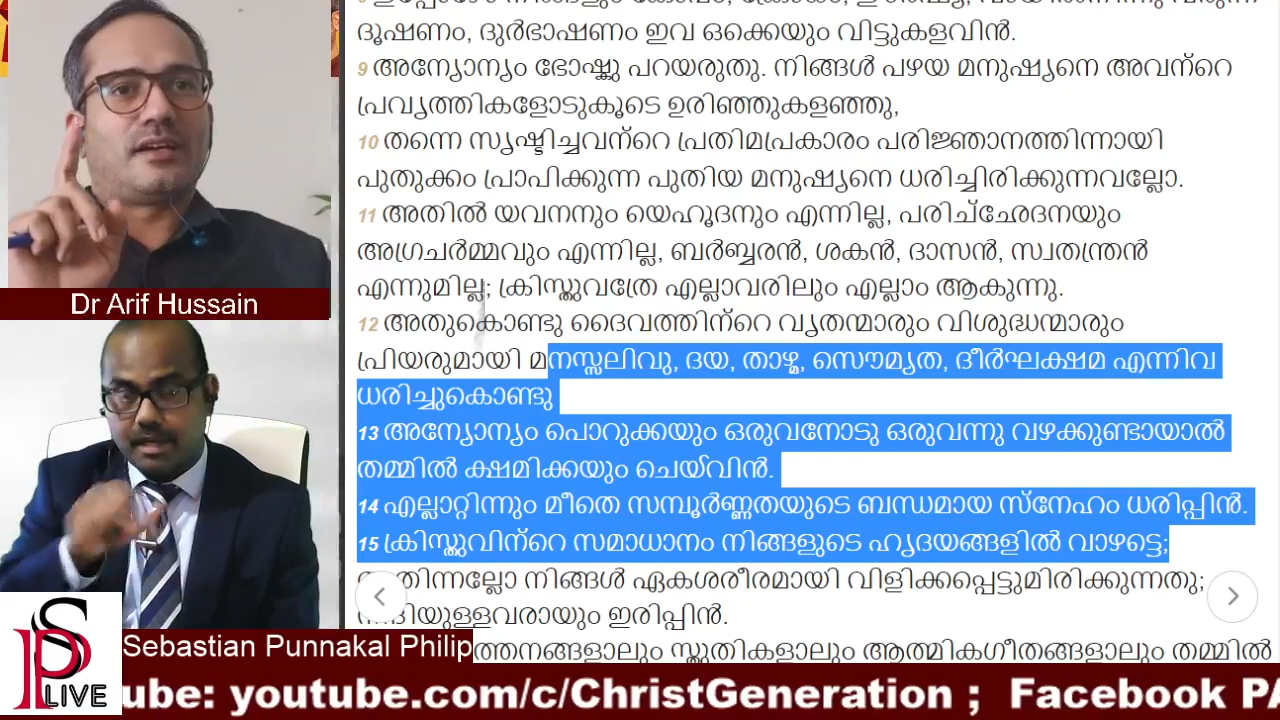 ദൂഷണം, ദുർഭാഷണം ഇവ ഒക്കെയും വിട്ടുകളവിൻ.
9 അന്യോന്യം ഭോഷ്കു പറയരുതു. നിങ്ങൾ പഴയ മനുഷ്യനെ അവന്റെ
പ്രവൃത്തികളോടുകൂടെ ഉരിഞ്ഞുകളഞ്ഞു,
10 തന്നെ സൃഷ്ടിച്ചവന്റെ പ്രതിമപ്രകാരം പരിജ്ഞാനത്തിന്നായി
പുതുക്കം പ്രാപിക്കുന്ന പുതിയ മനുഷ്യനെ ധരിച്ചിരിക്കുന്നവല്ലോ.
11 അതിൽ യവനനും യെഹൂദനും എന്നില്ല, പരിച്ഛേദനയും
അഗ്രചർമ്മവും എന്നില്ല, ബർബ്ബരൻ, ശകൻ, ദാസൻ, സ്വതന്ത്രൻ
എന്നുമില്ല; ക്രിസ്തുവത്രേ എല്ലാവരിലും എല്ലാം ആകുന്നു.
12 അതുകൊണ്ടു ദൈവത്തിന്റെ വൃതന്മാരും വിശുദ്ധന്മാരും
പ്രിയരുമായി മനസ്സലിവു, ദയ, താഴ്മ, സൌമ്യത, ദീർഘക്ഷമ എന്നിവ
ധരിച്ചുകൊണ്ടു
13 അന്യോന്യം പൊറുക്കയും ഒരുവനോടു ഒരുവന്നു വഴക്കുണ്ടായാൽ
തമ്മിൽ ക്ഷമിക്കയും ചെയ്‌വിൻ.
14 എല്ലാറ്റിന്നും മീതെ സമ്പൂർണ്ണതയുടെ ബന്ധമായ സ്നേഹം ധരിപ്പിൻ.
15 ക്രിസ്തുവിന്റെ സമാധാനം നിങ്ങളുടെ ഹൃദയങ്ങളിൽ വാഴട്ടെ;
നിങ്ങൾ ഏകശരീരമായി വിളിക്കപ്പെട്ടുമിരിക്കുന്നതു;
ഇരിപ്പിൻ.
സ്തുതികളാലും ആത്മികഗീതങ്ങളാലും തമ്മിൽ
Dr Arif Hussain
Sebastian Punnakal Philip
SP LIVE
ube: youtube.com/c/ChristGeneration ; Facebook PA